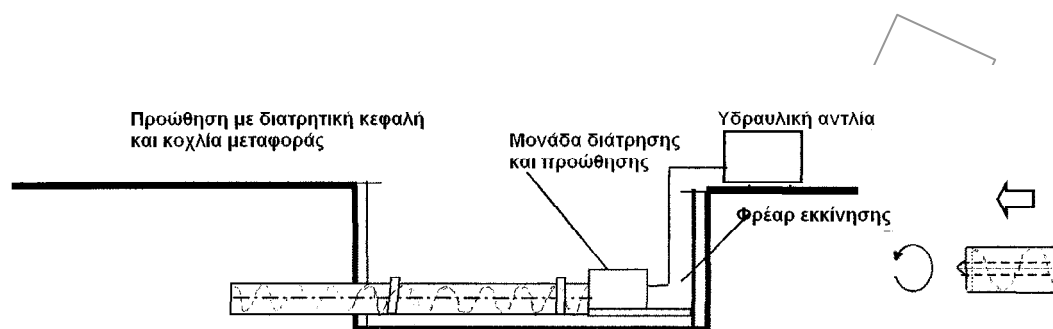 Προώθηση με διατρητική κεφαλή
και κοχλία μεταφοράς
Μονάδα διάτρησης
και προώθησης
Υδραυλική αντλία
Φρέαρ εκκίνησης